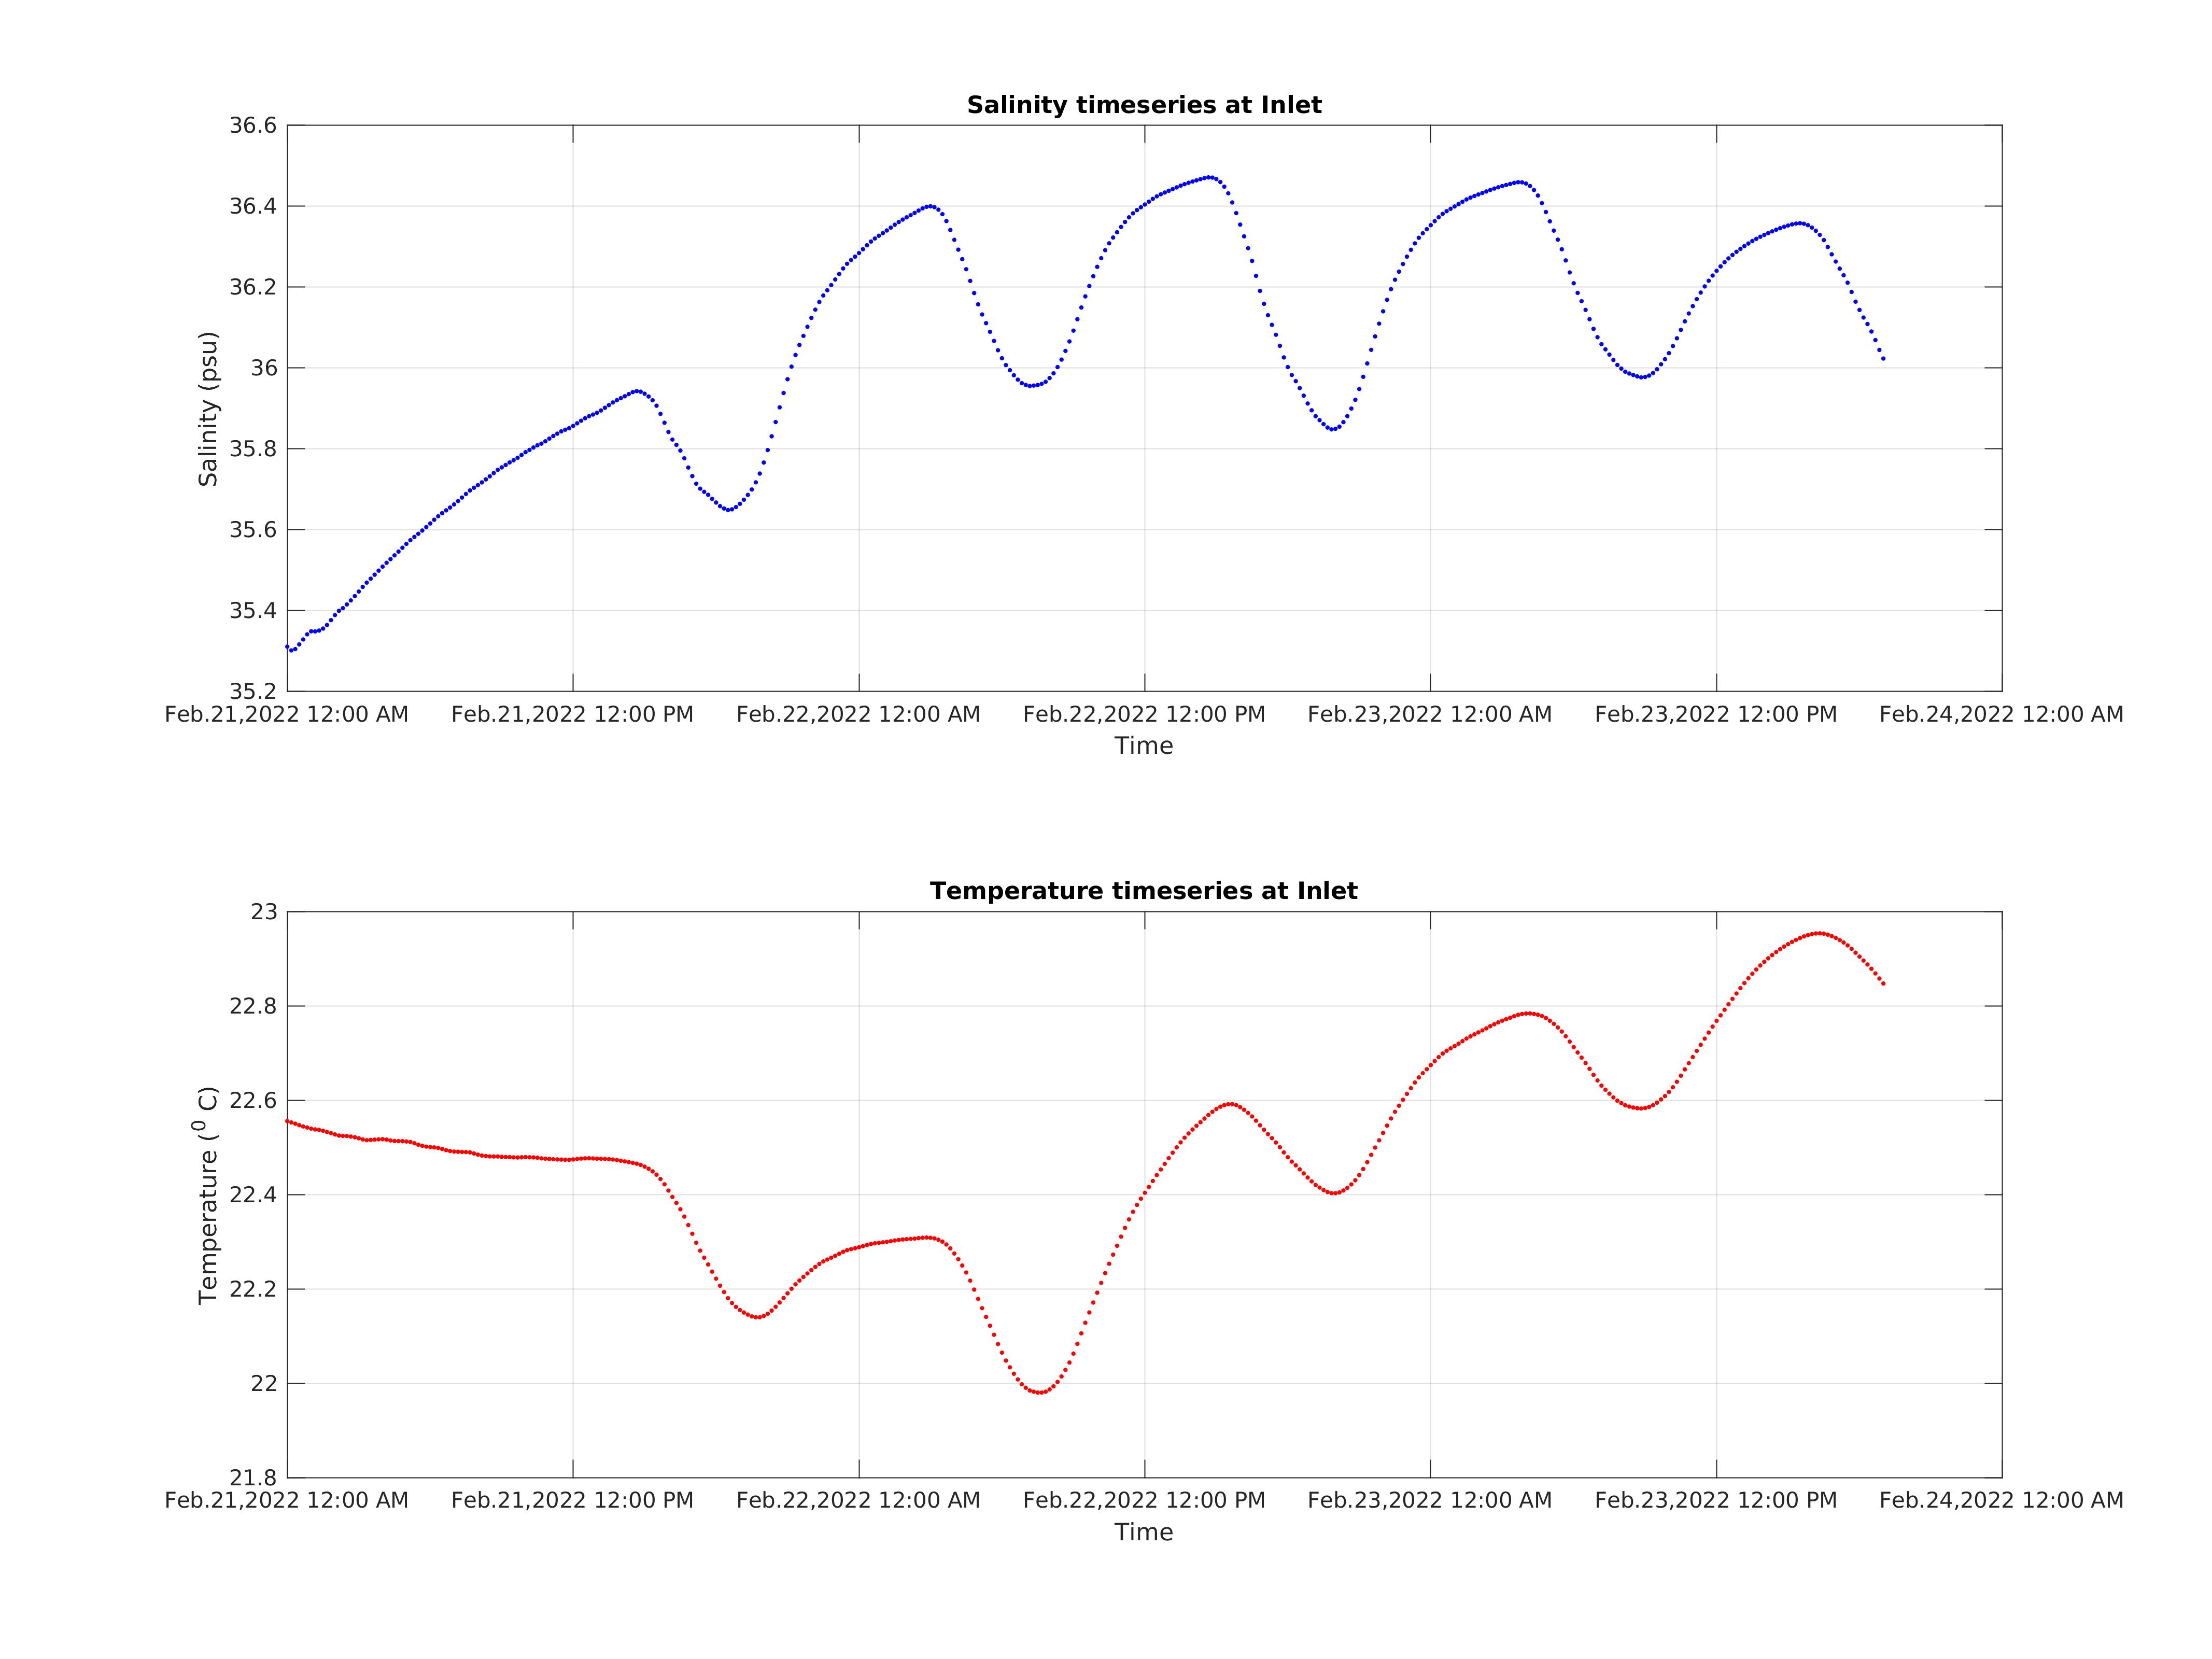 Salinity timeseries at Inlet
36.6
36.4
36.2
36
35.8
35.6
35.4
35.2
Salinity (psu)
Feb.21,2022 12:00 AM Feb.21,2022 12:00 PM Feb.22,2022 12:00 AM Feb.22,2022 12:00 PM Feb.23,2022 12:00 AM Feb.23,2022 12:00 PM Feb.24,2022 12:00 AM
Time
Temperature timeseries at Inlet
23
22.8
22.6
22.4
22.2
22
21.8
Temperature (⁰ C)
Feb.21,2022 12:00 AM Feb.21,2022 12:00 PM Feb.22,2022 12:00 AM Feb.22,2022 12:00 PM Feb.23,2022 12:00 AM Feb.23,2022 12:00 PM Feb.24,2022 12:00 AM
Time